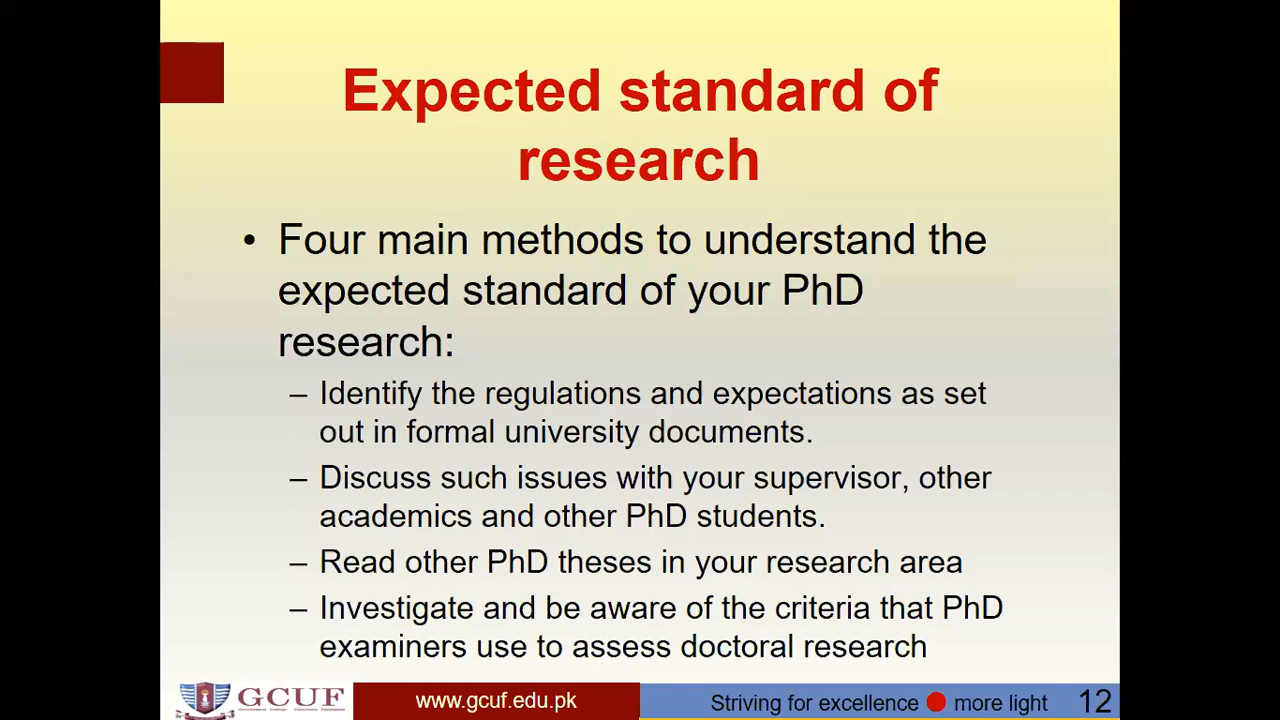 Expected standard of
research
• Four main methods to understand the
expected standard of your PhD
research:
– Identify the regulations and expectations as set
out in formal university documents.
– Discuss such issues with your supervisor, other
academics and other PhD students.
– Read other PhD theses in your research area
– Investigate and be aware of the criteria that PhD
examiners use to assess doctoral research
GCUF
www.gcuf.edu.pk
Striving for excellence more light
12